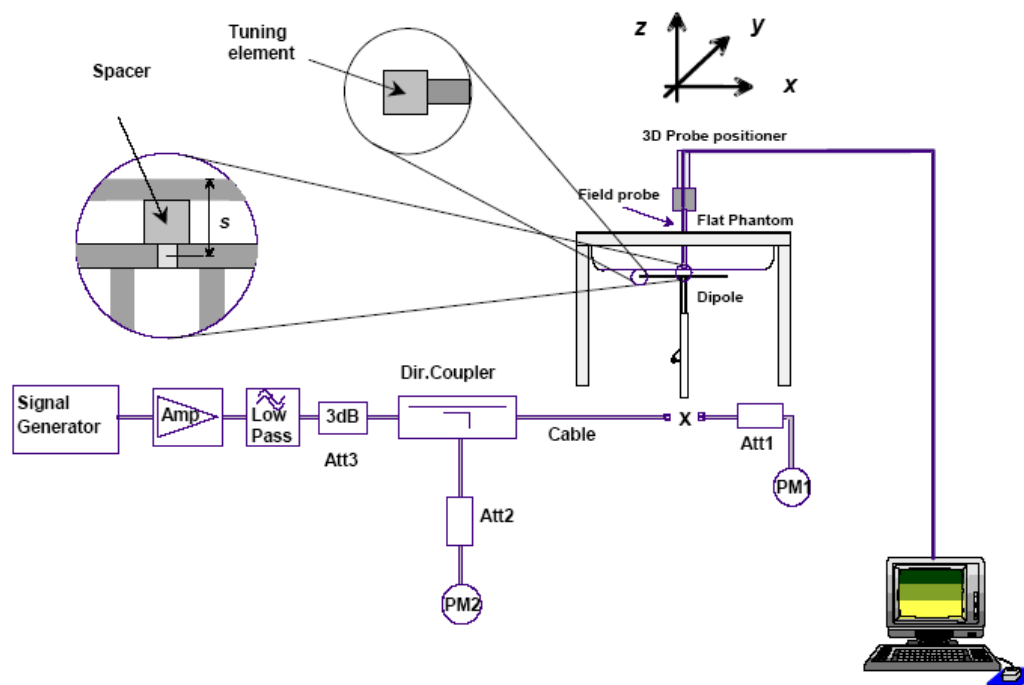 Tuning
element
Spacer
s
z
y
x
3D Probe positioner
Field probe
Flat Phantom
Dipole
Dir.Coupler
Signal
Generator
Amp
Low
Pass
3dB
Att3
Cable
X
Att1
PM1
Att2
PM2